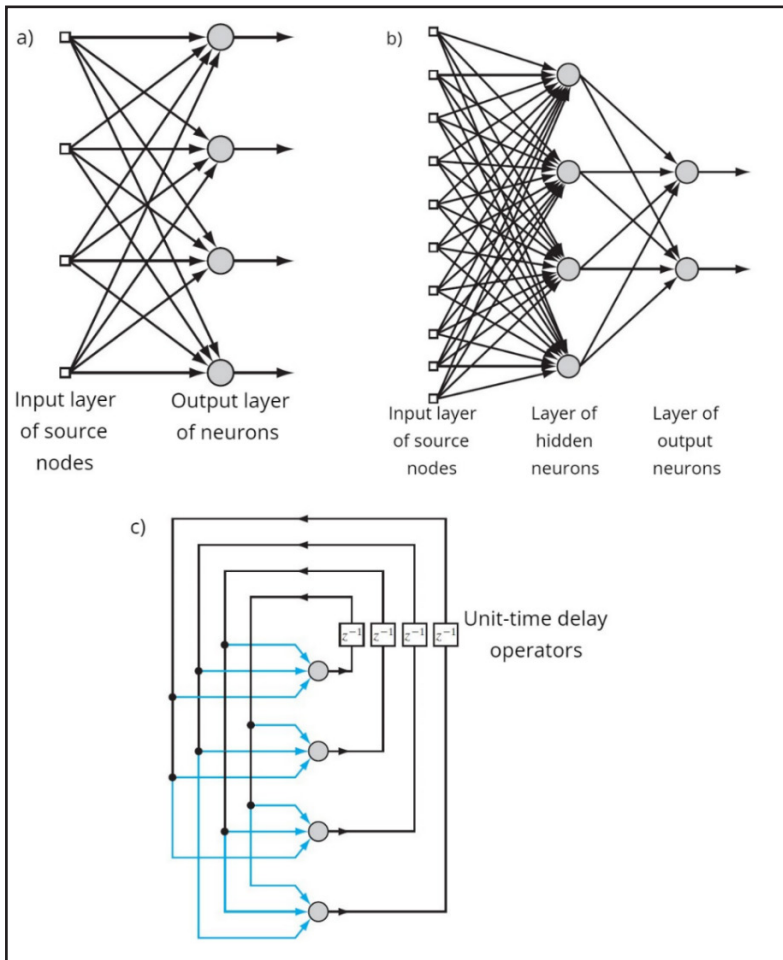 a)
Input layer
of source
nodes
Output layer
of neurons
b)
Input layer
of source
nodes
Layer of
hidden
neurons
Layer of
output
neurons
c)
z⁻¹ z⁻¹ z⁻¹ z⁻¹
Unit-time delay
operators